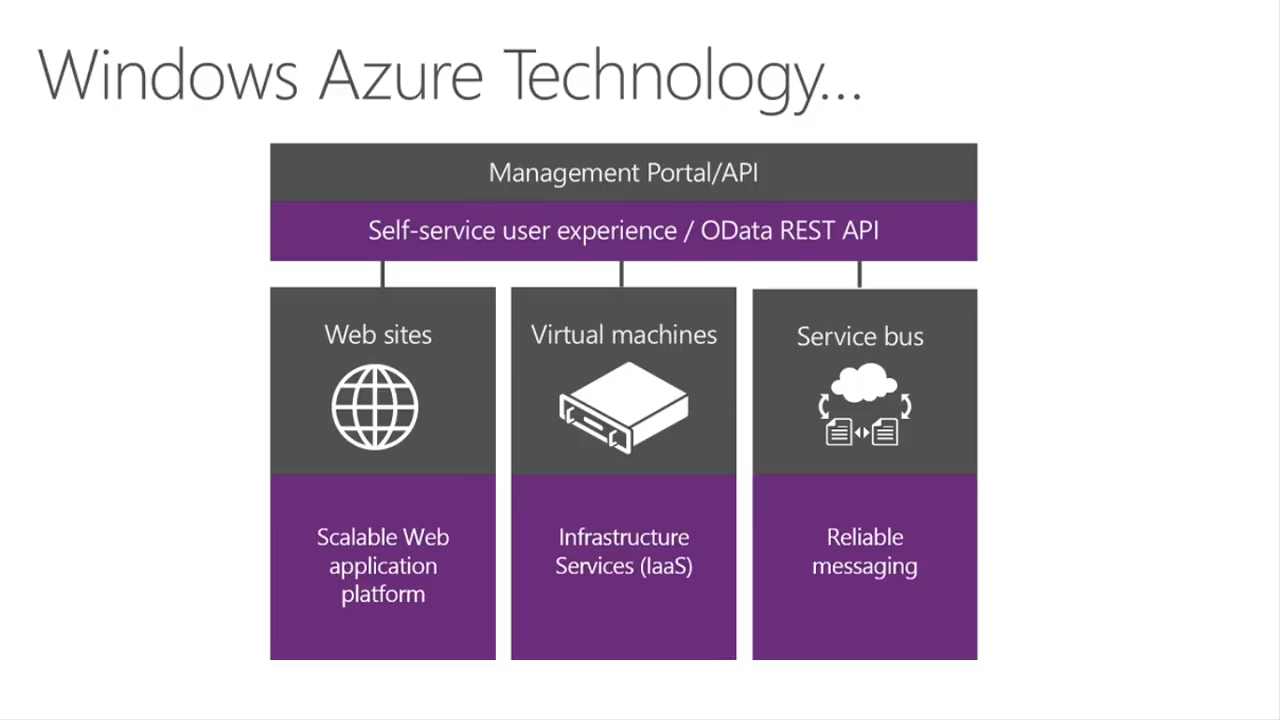 Windows Azure Technology...
Management Portal/API
Self-service user experience / OData REST API
Web sites
Virtual machines
Service bus
Scalable Web
application
platform
Infrastructure
Services (IaaS)
Reliable
messaging